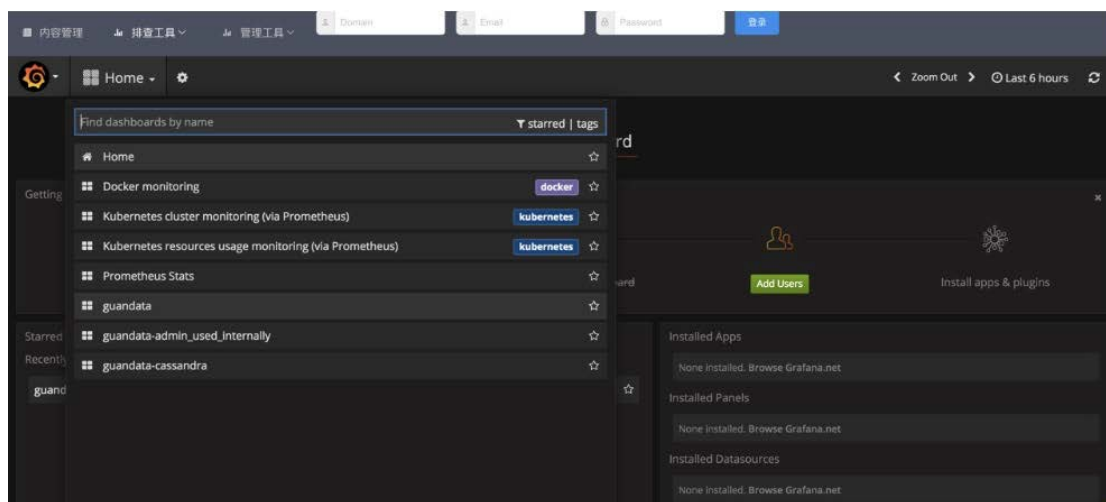 Domain
Email
Password
登录
内容管理
排查工具
管理工具
Home
Zoom Out
Last 6 hours
Find dashboards by name
starred | tags
rd
Home
Docker monitoring
docker
Getting
Kubernetes cluster monitoring (via Prometheus)
kubernetes
Kubernetes resources usage monitoring (via Prometheus)
kubernetes
Prometheus Stats
oard
Add Users
Install apps & plugins
guandata
Starred
guandata-admin_used_internally
Installed Apps
Recently
guandata-cassandra
None installed. Browse Grafana.net
guand
Installed Panels
None installed. Browse Grafana.net
Installed Datasources
None installed. Browse Grafana.net